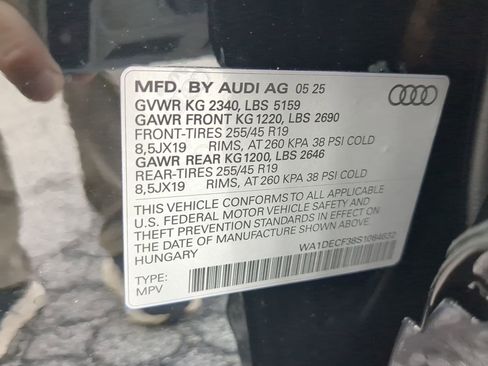 MFD. BY AUDI AG 05 25
GVWR KG 2340, LBS 5159
GAWR FRONT KG 1220, LBS 2690
FRONT-TIRES 255/45 R19
8,5JX19 RIMS, AT 260 KPA 38 PSI COLD
GAWR REAR KG1200, LBS 2646
REAR-TIRES 255/45 R19
8,5JX19 RIMS, AT 260 KPA 38 PSI COLD
THIS VEHICLE CONFORMS TO ALL APPLICABLE
U.S. FEDERAL MOTOR VEHICLE SAFETY AND
THEFT PREVENTION STANDARDS IN EFFECT ON
THE DATE OF MANUFACTURE SHOWN ABOVE.
HUNGARY
TYPE:
MPV